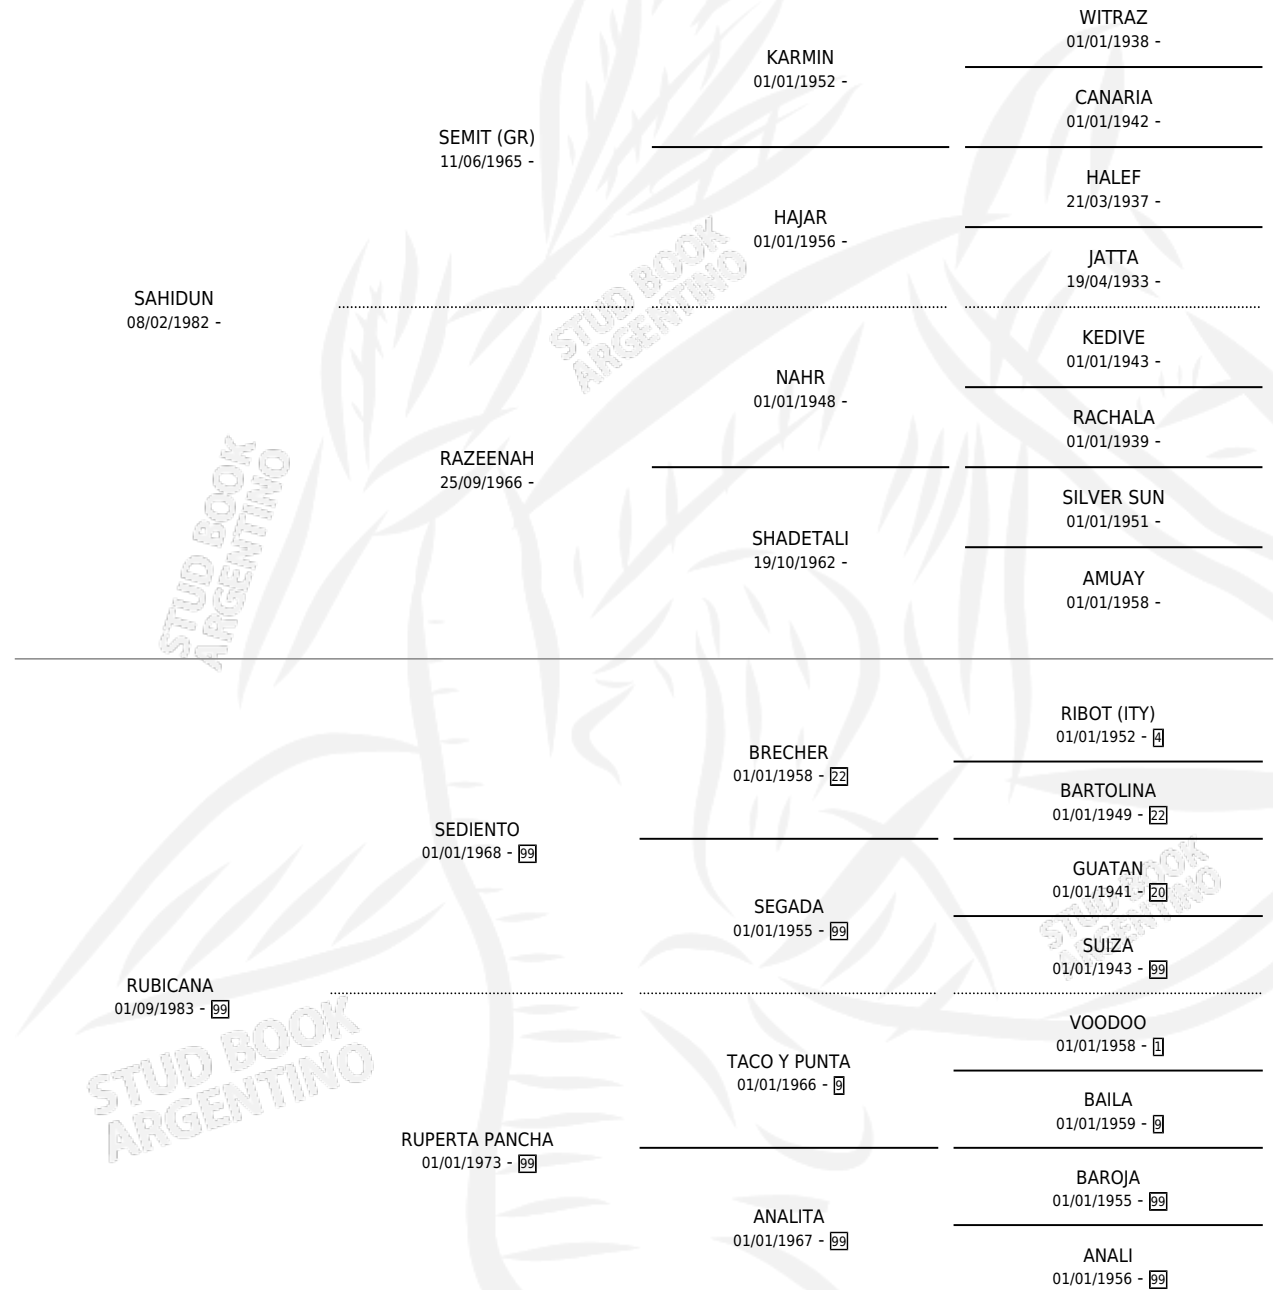 WITRAZ
01/01/1938 -
KARMIN
01/01/1952 -
CANARIA
01/01/1942 -
SEMIT (GR)
11/06/1965 -
HALEF
21/03/1937 -
HAJAR
01/01/1956 -
JATTA
19/04/1933 -
SAHIDUN
08/02/1982 -
KEDIVE
01/01/1943 -
NAHR
01/01/1948 -
RACHALA
01/01/1939 -
RAZEENAH
25/09/1966 -
SILVER SUN
01/01/1951 -
SHADETALI
19/10/1962 -
AMUAY
01/01/1958 -
RIBOT (ITY)
01/01/1952 - 4
BRECHER
01/01/1958 - 22
BARTOLINA
01/01/1949 - 22
SEDIENTO
01/01/1968 - 99
GUATAN
01/01/1941 - 20
SEGADA
01/01/1955 - 99
SUIZA
01/01/1943 - 99
RUBICANA
01/09/1983 - 99
VOODOO
01/01/1958 - 1
TACO Y PUNTA
01/01/1966 - 9
BAILA
01/01/1959 - 9
RUPERTA PANCHA
01/01/1973 - 99
BAROJA
01/01/1955 - 99
ANALITA
01/01/1967 - 99
ANALI
01/01/1956 - 99
STUD BOOK
ARGENTINO
STUD BOOK
ARGENTINO
STUD BOOK
ARGENTINO
STUD BOOK
ARGENTINO